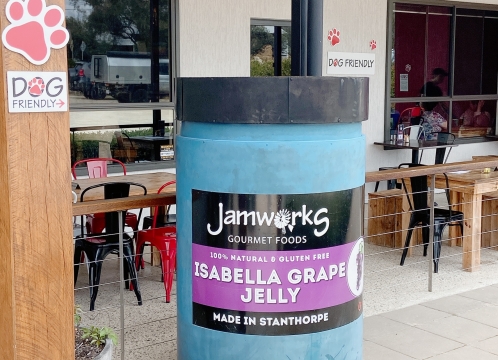 DOG
FRIENDLY
DOG FRIENDLY
Jamworks
GOURMET FOODS
100% NATURAL & GLUTEN FREE
ISABELLA GRAPE
JELLY
MADE IN STANTHORPE